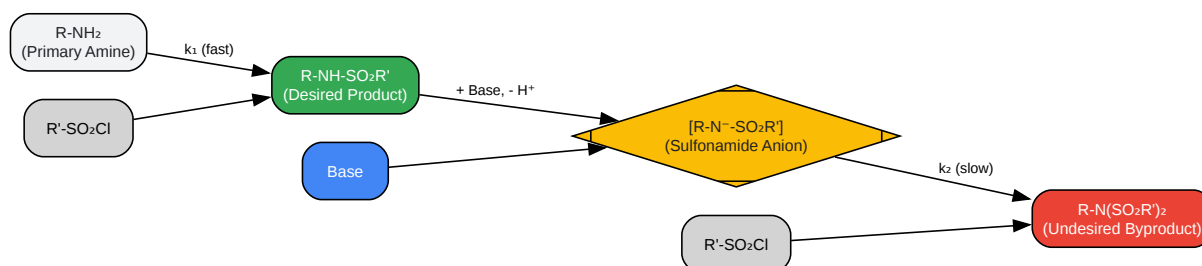 R-NH₂
(Primary Amine)
k₁ (fast)
R'-SO₂Cl
R-NH-SO₂R'
(Desired Product)
+ Base, - H⁺
Base
[R-N⁻-SO₂R']
(Sulfonamide Anion)
k₂ (slow)
R'-SO₂Cl
R-N(SO₂R')₂
(Undesired Byproduct)